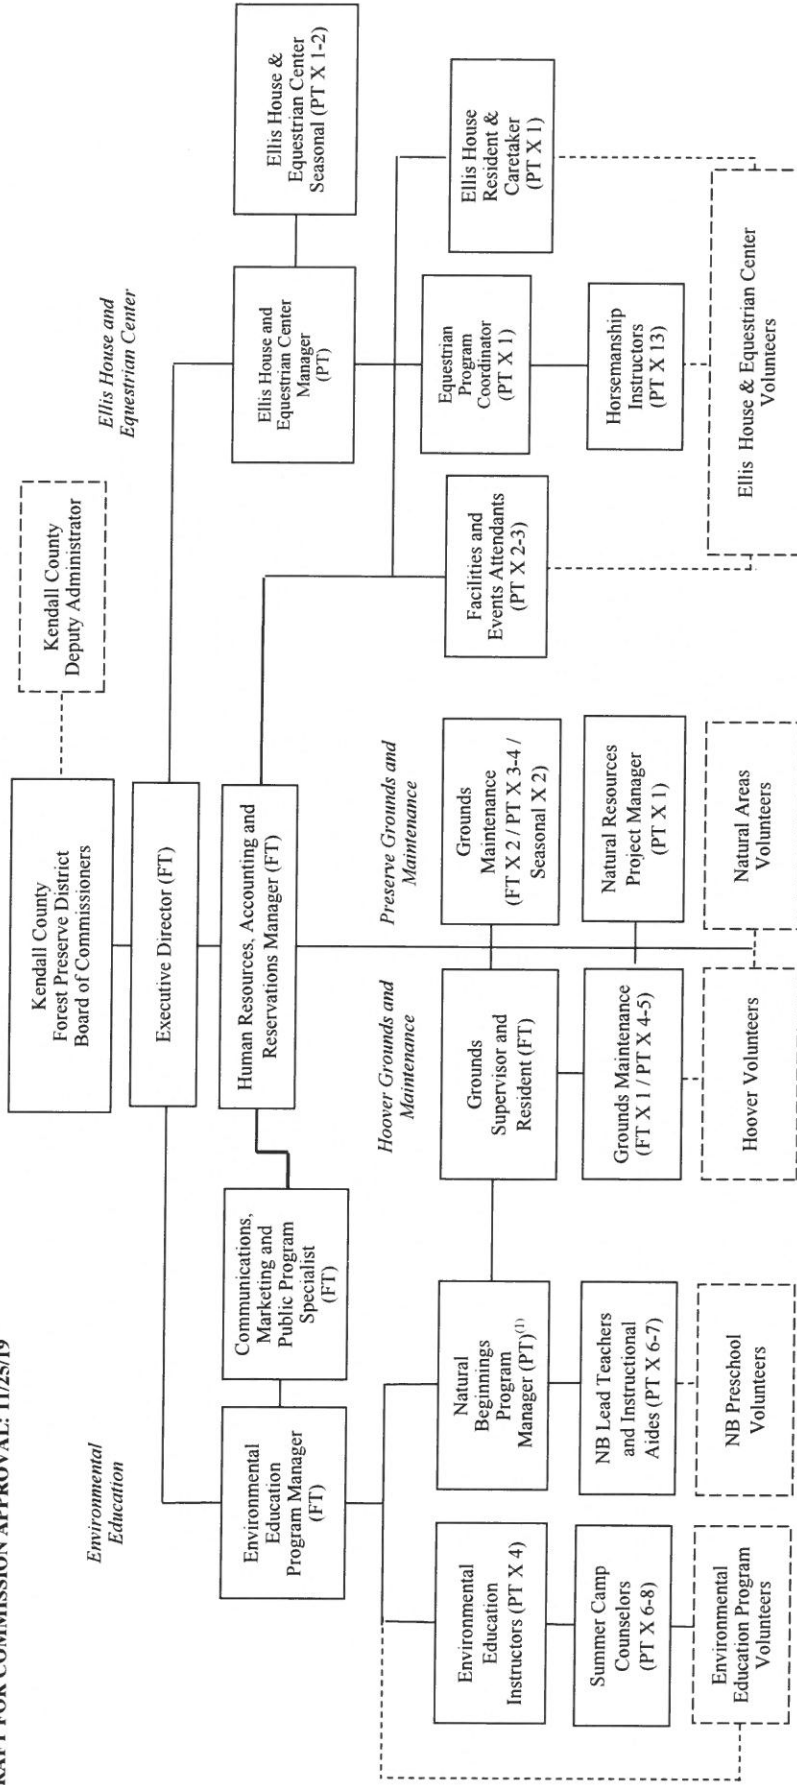 RAFT FOR COMMISSION APPROVAL: 11/25/19
Kendall County
Forest Preserve District
Board of Commissioners
Kendall County
Deputy Administrator
Executive Director (FT)
Environmental
Education
Ellis House and
Equestrian Center
Environmental
Education
Program Manager
(FT)
Communications,
Marketing and
Public Program
Specialist
(FT)
Human Resources, Accounting and
Reservations Manager (FT)
Ellis House and
Equestrian Center
Manager
(PT)
Ellis House &
Equestrian Center
Seasonal (PT X 1-2)
Hoover Grounds and
Maintenance
Preserve Grounds and
Maintenance
Environmental
Education
Instructors (PT X 4)
Natural
Beginnings
Program
Manager (PT)(1)
Grounds
Supervisor and
Resident (FT)
Grounds
Maintenance
(FT X 2 / PT X 3-4 /
Seasonal X 2)
Facilities and
Events Attendants
(PT X 2-3)
Equestrian
Program
Coordinator
(PT X 1)
Ellis House
Resident &
Caretaker
(PT X 1)
Summer Camp
Counselors
(PT X 6-8)
NB Lead Teachers
and Instructional
Aides (PT X 6-7)
Grounds Maintenance
(FT X 1 / PT X 4-5)
Natural Resources
Project Manager
(PT X 1)
Horsemanship
Instructors
(PT X 13)
Environmental
Education Program
Volunteers
NB Preschool
Volunteers
Hoover Volunteers
Natural Areas
Volunteers
Ellis House & Equestrian Center
Volumeers